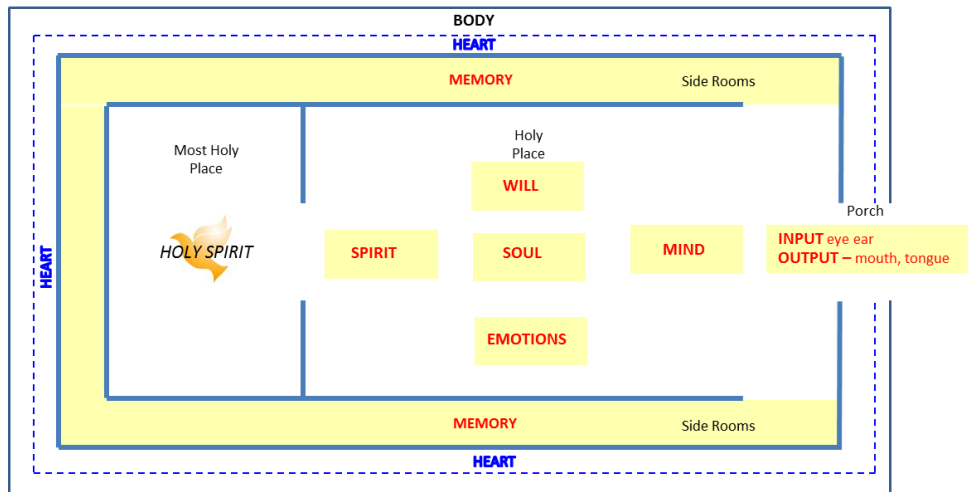 BODY
HEART
MEMORY
Side Rooms
Most Holy
Place
Holy
Place
WILL
Porch
HOLY SPIRIT
SPIRIT
SOUL
MIND
INPUT eye ear
OUTPUT – mouth, tongue
HEART
EMOTIONS
MEMORY
Side Rooms
HEART